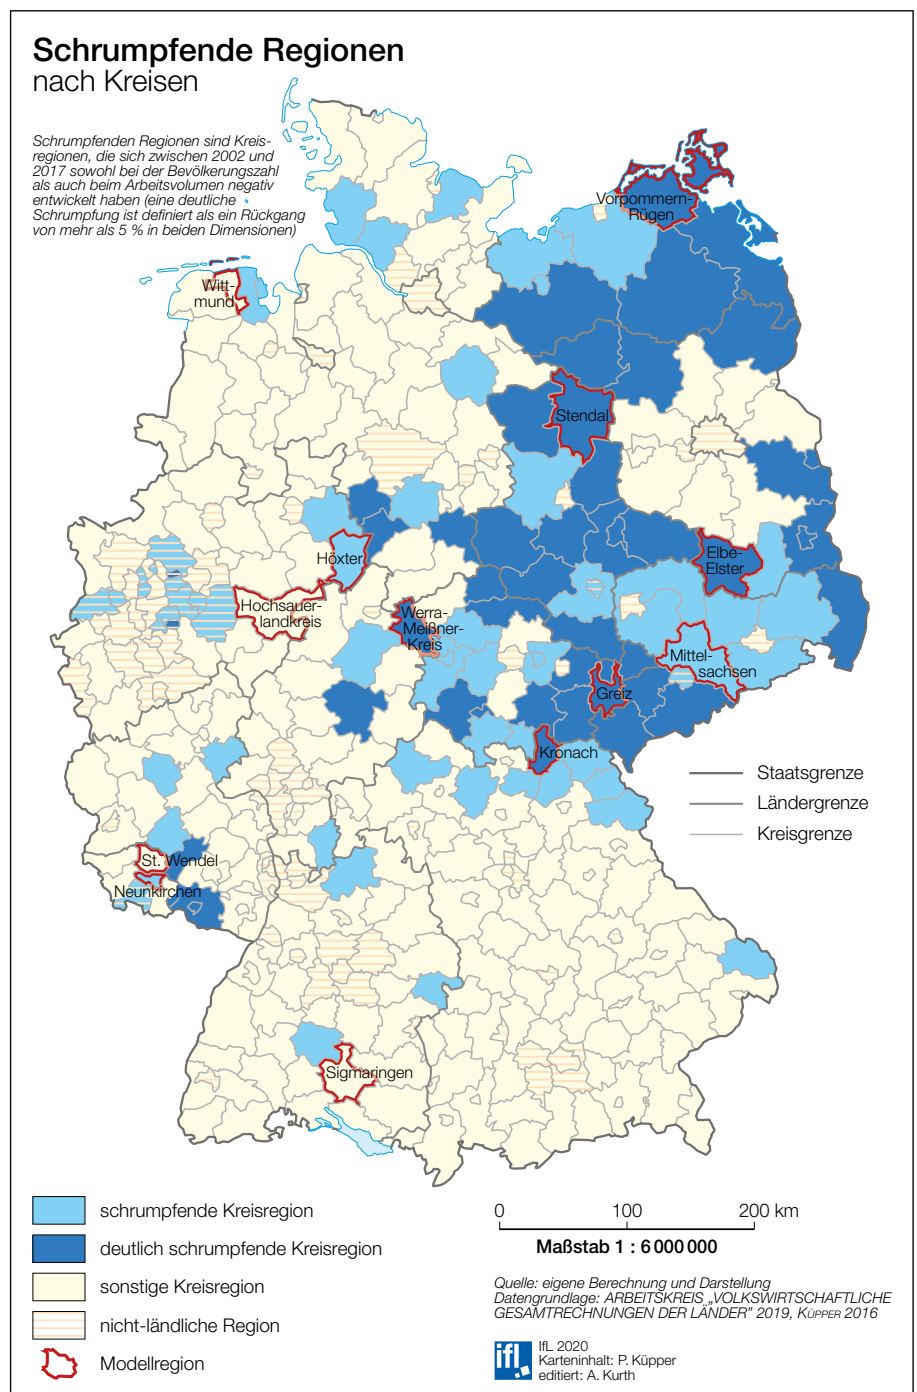 Schrumpfende Regionen
nach Kreisen
Schrumpfenden Regionen sind Kreis-
regionen, die sich zwischen 2002 und
2017 sowohl bei der Bevölkerungszahl
als auch beim Arbeitsvolumen negativ
entwickelt haben (eine deutliche
Schrumpfung ist definiert als ein Rückgang
von mehr als 5 % in beiden Dimensionen)
Vorpommern-
Rügen
Witt-
mund
Stendal
Höxter
Elbe-
Elster
Hochsauer-
landkreis
Werra-
Meißner-
Kreis
Mittel-
sachsen
Greiz
Kronach
Staatsgrenze
Ländergrenze
Kreisgrenze
St. Wendel
Neunkirchen
Sigmaringen
schrumpfende Kreisregion
deutlich schrumpfende Kreisregion
sonstige Kreisregion
nicht-ländliche Region
Modellregion
0 100 200 km
Maßstab 1 : 6 000 000
Quelle: eigene Berechnung und Darstellung
Datengrundlage: ARBEITSKREIS „VOLKSWIRTSCHAFTLICHE
GESAMTRECHNUNGEN DER LÄNDER" 2019, KÜPPER 2016
ifl
IfL 2020
Karteninhalt: P. Küpper
editiert: A. Kurth